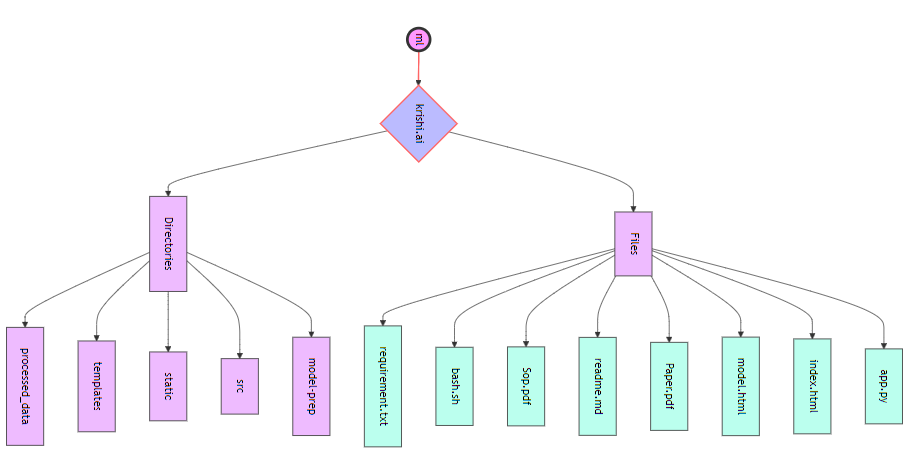 ml
krishi.ai
Directories
Files
processed_data
templates
static
src
model-prep
requirement.txt
bash.sh
Sop.pdf
readme.md
Paper.pdf
model.html
index.html
app.py